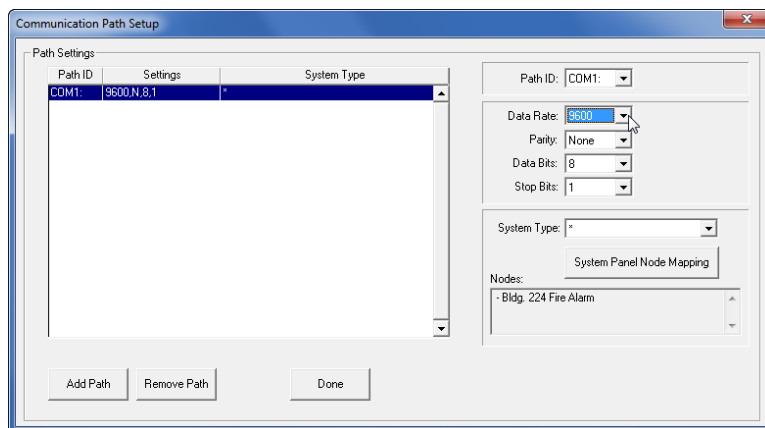 Communication Path Setup
Path Settings
Path ID Settings System Type
COM1: 9600,N,8,1 *
Path ID: COM1:
Data Rate: 9600
Parity: None
Data Bits: 8
Stop Bits: 1
System Type: *
System Panel Node Mapping
Nodes:
- Bldg. 224 Fire Alarm
Add Path Remove Path Done